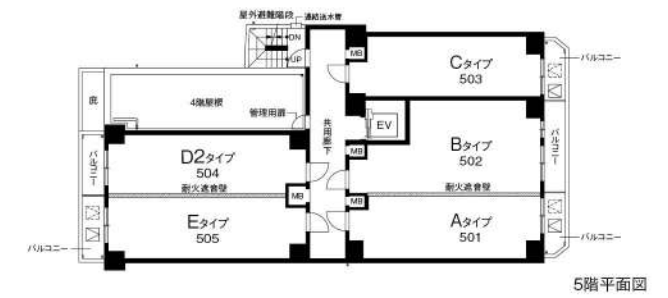 屋外避難階段
連結送水管
DN
UP
MB
Cタイプ
503
バルコニー
庇
4階屋根
管理用扉
共用廊下
EV
バルコニー
D2タイプ
504
耐火遮音壁
MB
Bタイプ
502
耐火遮音壁
バルコニー
MB
MB
Eタイプ
505
Aタイプ
501
バルコニー
バルコニー
5階平面図